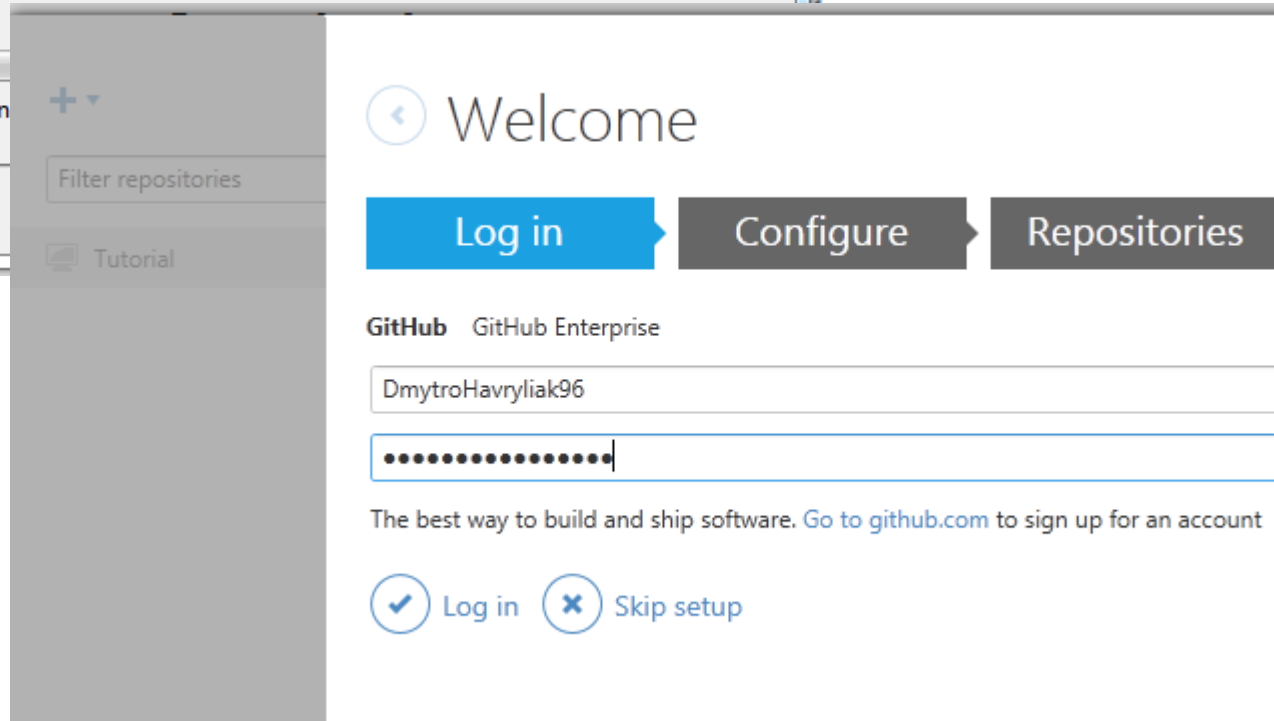 n
Welcome
Filter repositories
Log in
Configure
Repositories
Tutorial
GitHub GitHub Enterprise
DmytroHavryliak96
••••••••••••••••
The best way to build and ship software. Go to github.com to sign up for an account
Log in
Skip setup